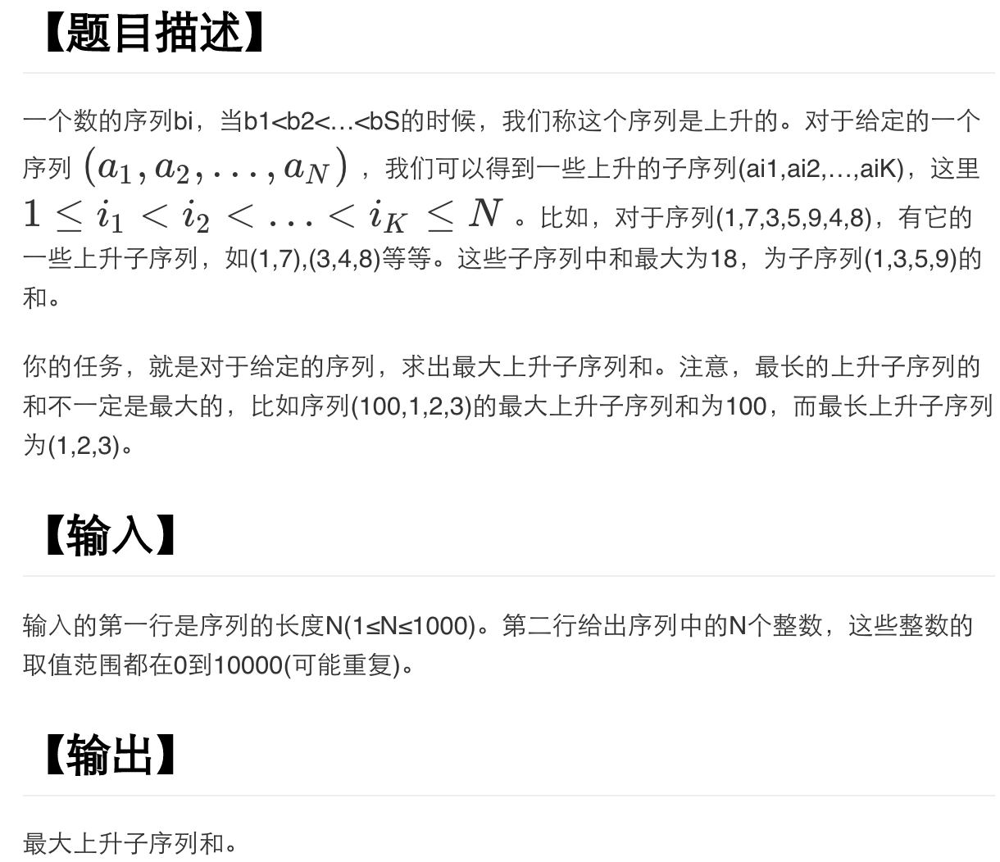 【题目描述】
一个数的序列bi，当b1<b2<...<bS的时候，我们称这个序列是上升的。对于给定的一个
序列 (a₁, a₂, ..., a_N) ，我们可以得到一些上升的子序列(ai1,ai2,...,aiK)，这里
1 ≤ i₁ < i₂ < ... < i_K ≤ N 。比如，对于序列(1,7,3,5,9,4,8)，有它的
一些上升子序列，如(1,7),(3,4,8)等等。这些子序列中和最大为18，为子序列(1,3,5,9)的
和。
你的任务，就是对于给定的序列，求出最大上升子序列和。注意，最长的上升子序列的
和不一定是最大的，比如序列(100,1,2,3)的最大上升子序列和为100，而最长上升子序列
为(1,2,3)。
【输入】
输入的第一行是序列的长度N(1≤N≤1000)。第二行给出序列中的N个整数，这些整数的
取值范围都在0到10000(可能重复)。
【输出】
最大上升子序列和。